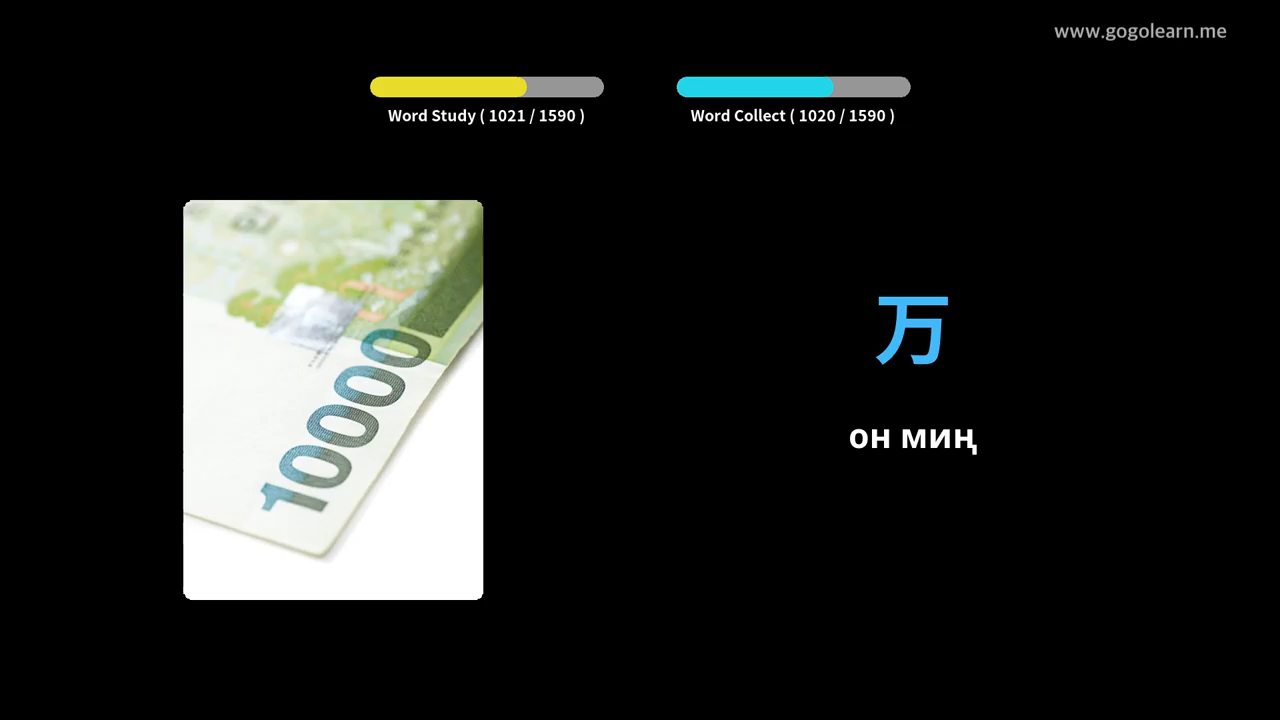 www.gogolearn.me
Word Study ( 1021 / 1590 )
Word Collect ( 1020 / 1590 )
10000
万
он миң